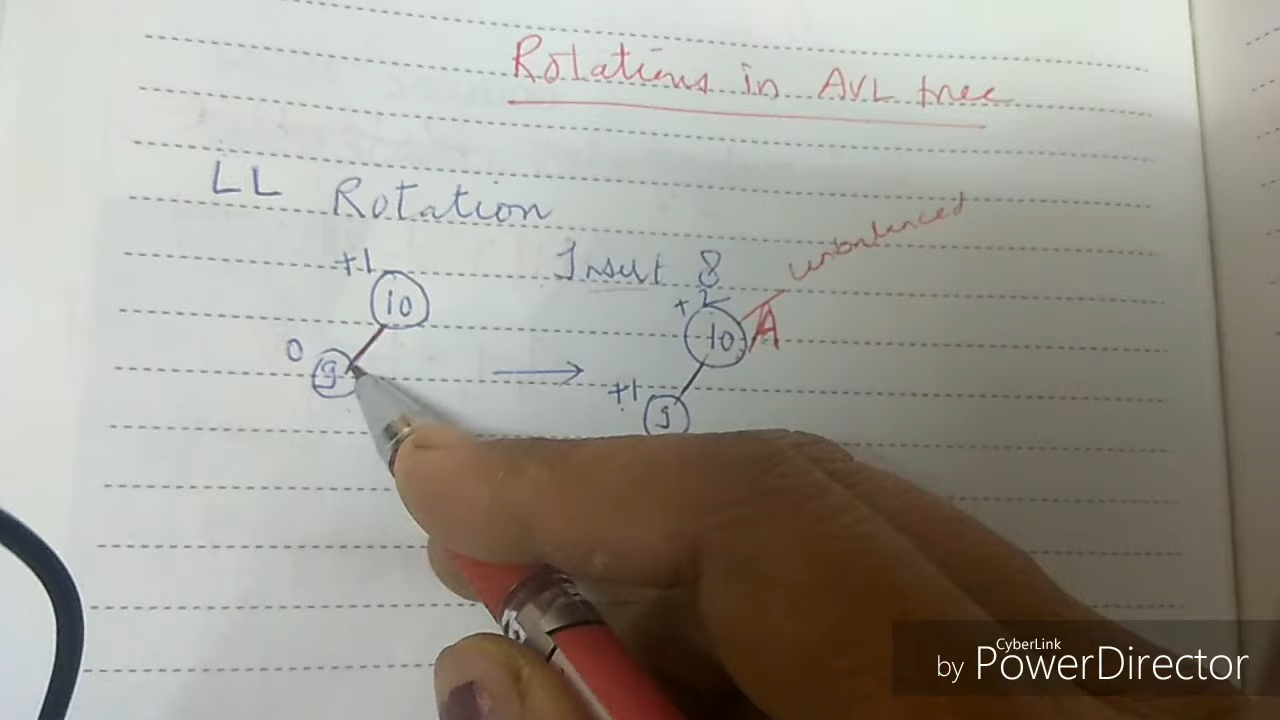 Rotations in AVL tree
LL Rotation
Insert 8
unbalanced
+1
10
0
9
+2
10 A
+1
9
CyberLink
by PowerDirector